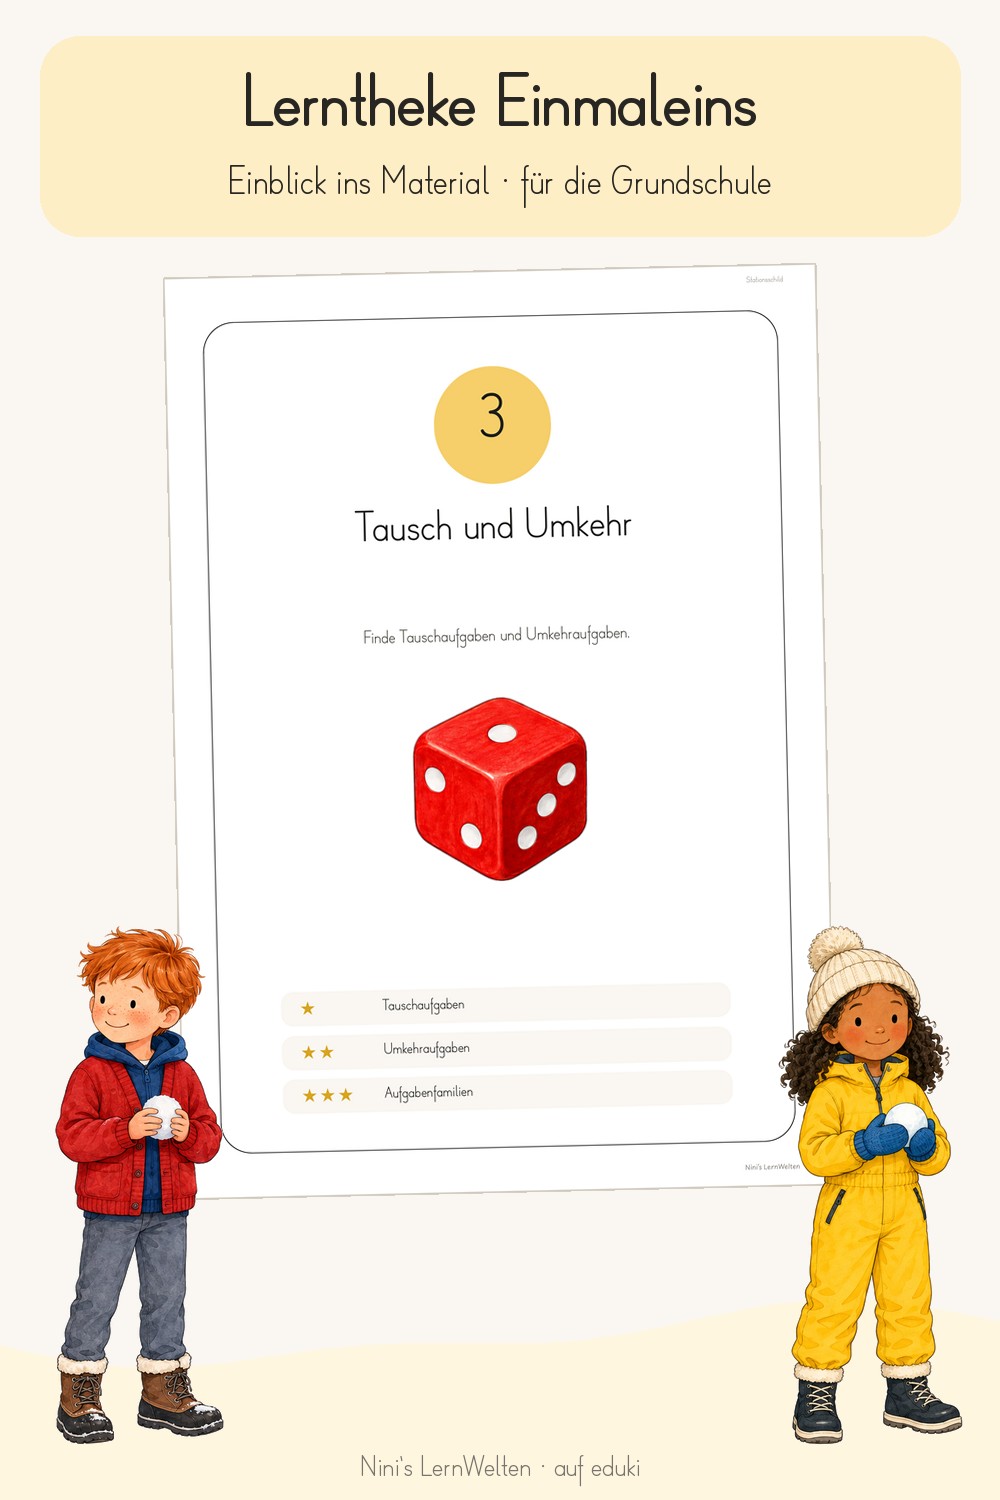 Lerntheke Einmaleins
Einblick ins Material · für die Grundschule
Stationsschild
3
Tausch und Umkehr
Finde Tauschaufgaben und Umkehraufgaben.
Tauschaufgaben
Umkehraufgaben
Aufgabenfamilien
Nini's LernWelten
Nini's LernWelten · auf eduki